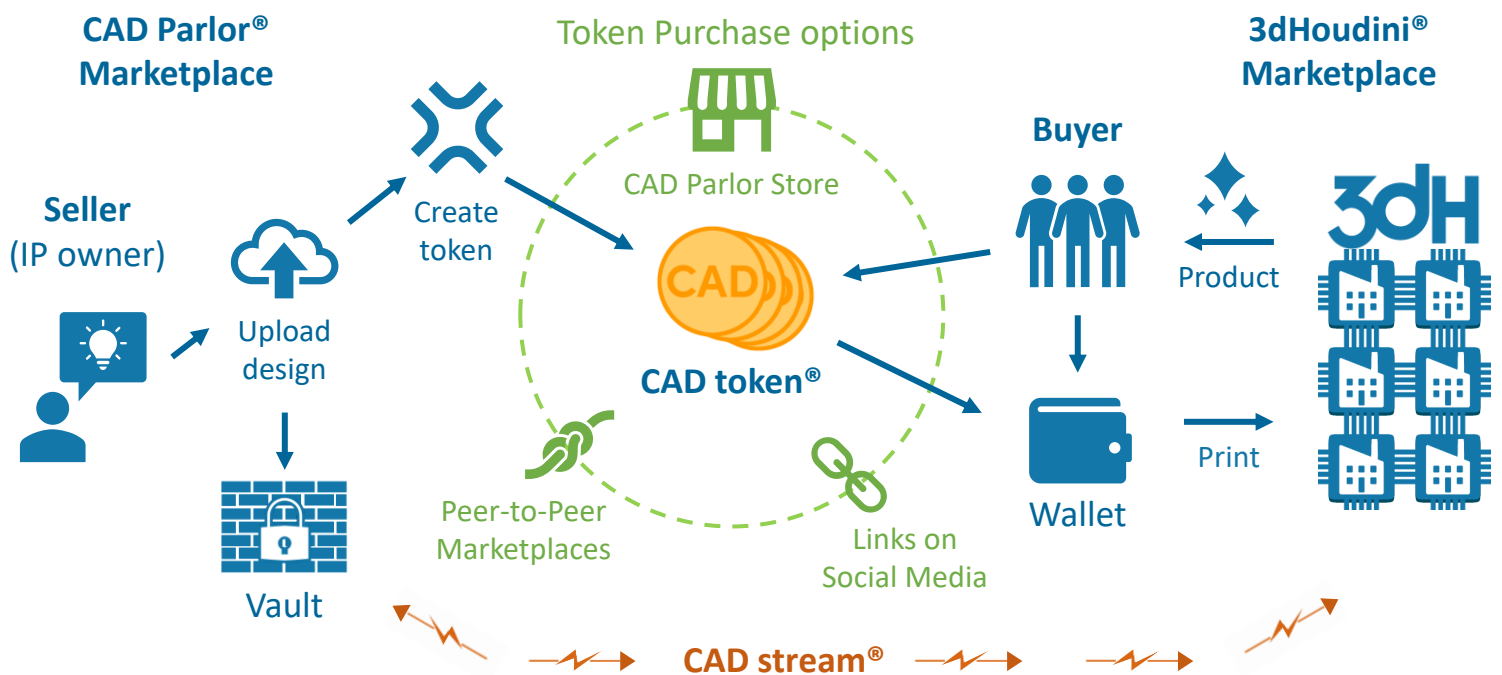 CAD Parlor®
Marketplace
Token Purchase options
3dHoudini®
Marketplace
Seller
(IP owner)
Upload
design
Vault
Create
token
CAD Parlor Store
CAD
CAD token®
Peer-to-Peer
Marketplaces
Links on
Social Media
Buyer
Wallet
Product
Print
3dH
CAD stream®